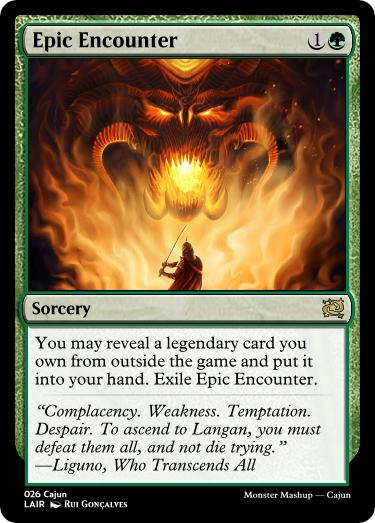 Epic Encounter 1
Sorcery
You may reveal a legendary card you
own from outside the game and put it
into your hand. Exile Epic Encounter.
“Complacency. Weakness. Temptation.
Despair. To ascend to Langan, you must
defeat them all, and not die trying.”
—Liguno, Who Transcends All
026 Cajun
LAIR Rui Gonçalves
Monster Mashup — Cajun